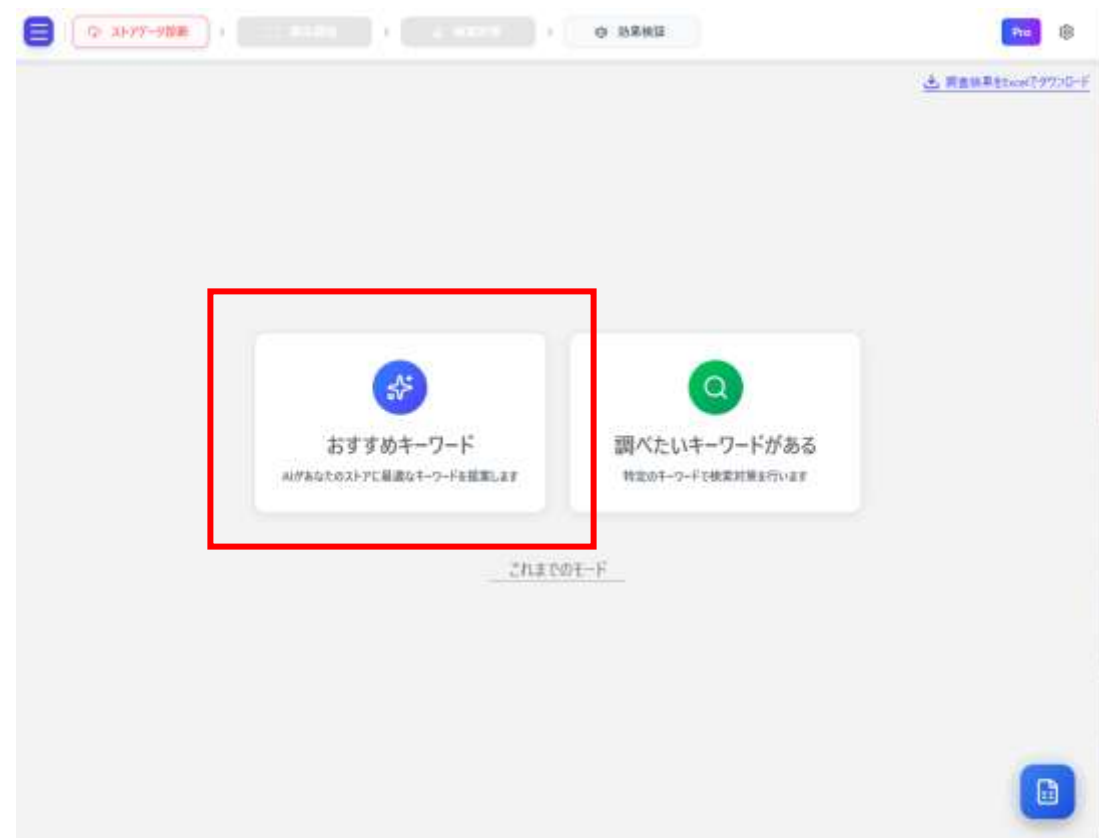 ストアデータ診断
効果検証
Pro
調査結果をExcelでダウンロード
おすすめキーワード
AIがあなたのストアに最適なキーワードを提案します
調べたいキーワードがある
特定のキーワードで検索対策を行います
これまでのモード